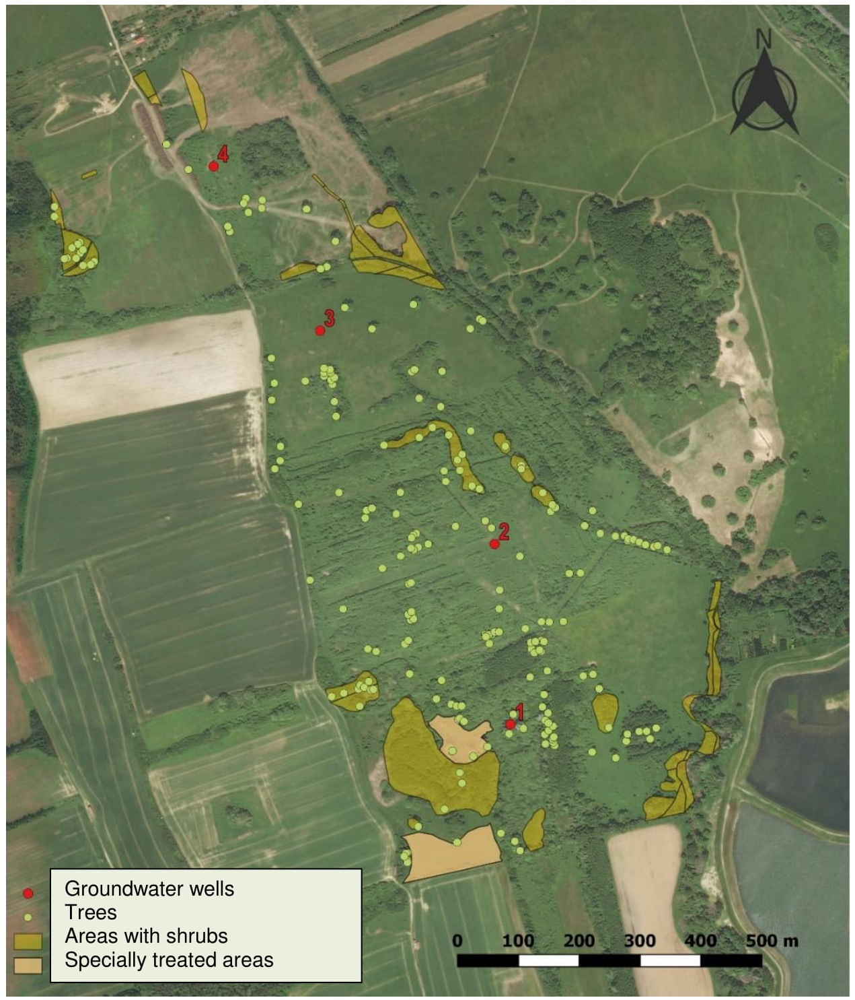 N
4
3
2
1
Groundwater wells
Trees
Areas with shrubs
Specially treated areas
0 100 200 300 400 500 m